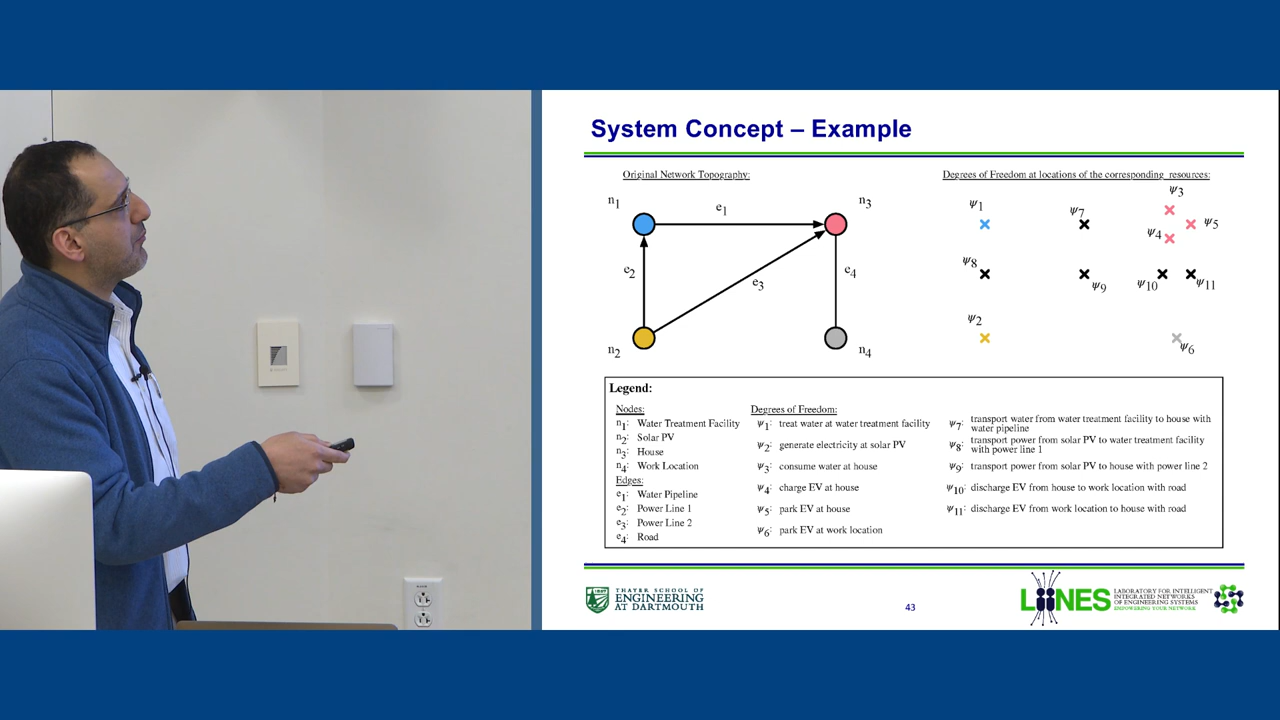 System Concept – Example
Original Network Topography:
Degrees of Freedom at locations of the corresponding resources:
n1
e1
n3
e2
e3
e4
n2
n4
ψ1
ψ7
ψ3
ψ5
ψ4
ψ8
ψ9
ψ10
ψ11
ψ2
ψ6
Legend:
Nodes:
n1: Water Treatment Facility
n2: Solar PV
n3: House
n4: Work Location
Edges:
e1: Water Pipeline
e2: Power Line 1
e3: Power Line 2
e4: Road
Degrees of Freedom:
ψ1: treat water at water treatment facility
ψ2: generate electricity at solar PV
ψ3: consume water at house
ψ4: charge EV at house
ψ5: park EV at house
ψ6: park EV at work location
ψ7: transport water from water treatment facility to house with
water pipeline
ψ8: transport power from solar PV to water treatment facility
with power line 1
ψ9: transport power from solar PV to house with power line 2
ψ10: discharge EV from house to work location with road
ψ11: discharge EV from work location to house with road
THAYER SCHOOL OF
ENGINEERING
AT DARTMOUTH
43
LIINES
LABORATORY FOR INTELLIGENT
INTEGRATED NETWORKS
OF ENGINEERING SYSTEMS
EMPOWERING YOUR NETWORK